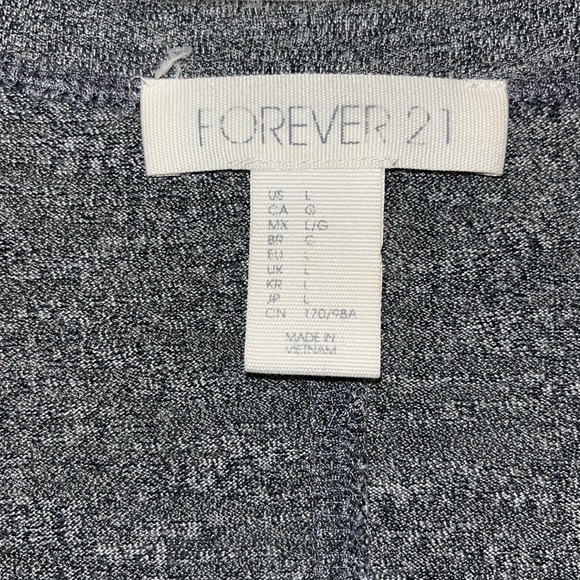 FOREVER 21
US L
CA G
MX L/G
BR G
EU L
UK L
KR L
JP L
CN 170/98A
MADE IN
VIETNAM